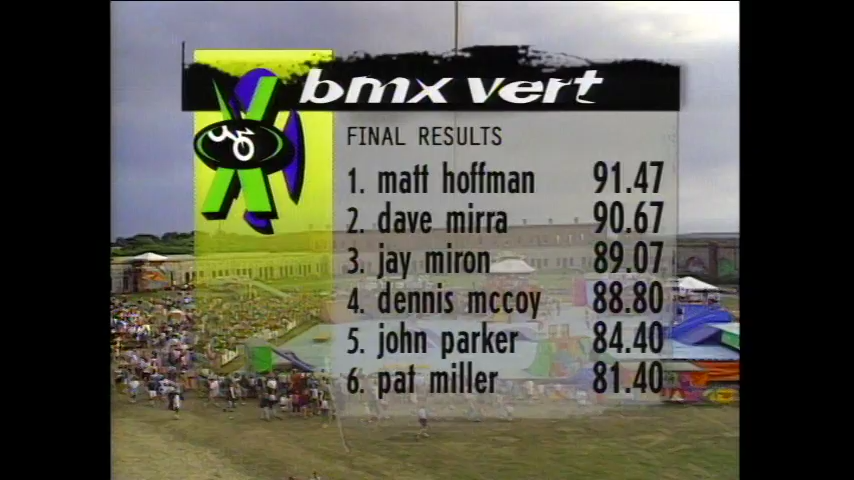 bmx vert
FINAL RESULTS
1. matt hoffman 91.47
2. dave mirra 90.67
3. jay miron 89.07
4. dennis mccoy 88.80
5. john parker 84.40
6. pat miller 81.40